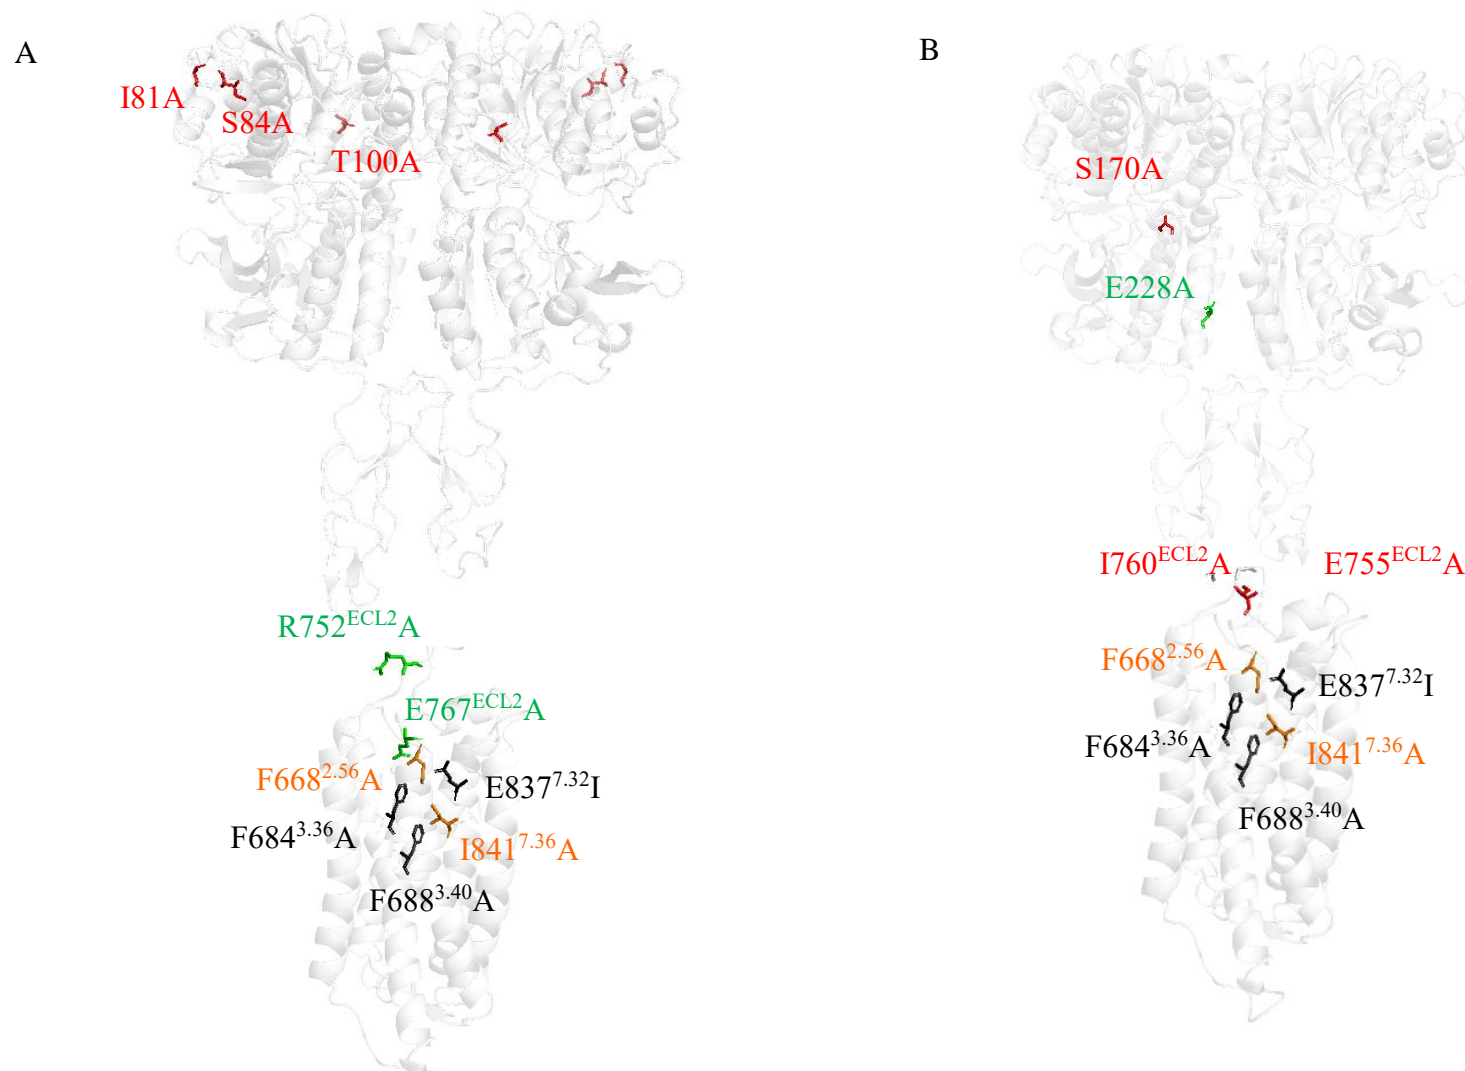 A
I81A
S84A
T100A
R752ECL2A
E767ECL2A
F6682.56A
E8377.32I
F6843.36A
I8417.36A
F6883.40A
B
S170A
E228A
I760ECL2A
E755ECL2A
F6682.56A
E8377.32I
F6843.36A
I8417.36A
F6883.40A